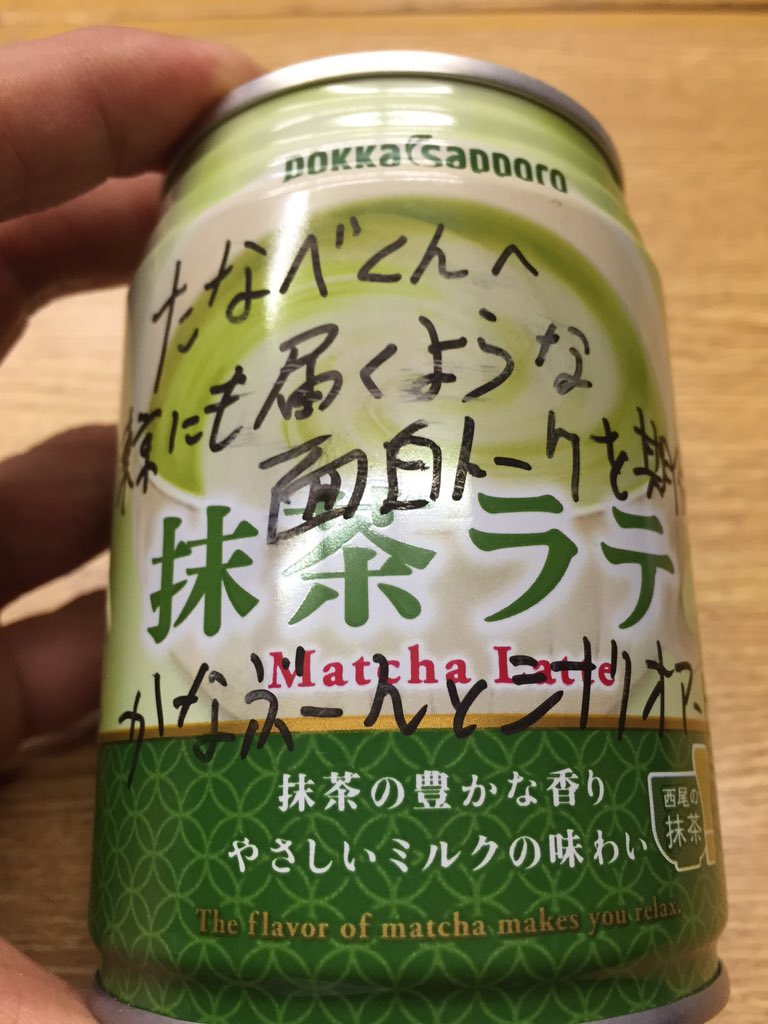 POKKA SAPPORO
たなべくんへ
にも届くような
面白トークを期
抹茶ラテ
Matcha Latte
かなぶーんと
抹茶の豊かな香り
やさしいミルクの味わい
西尾の
抹茶
The flavor of matcha makes you relax.